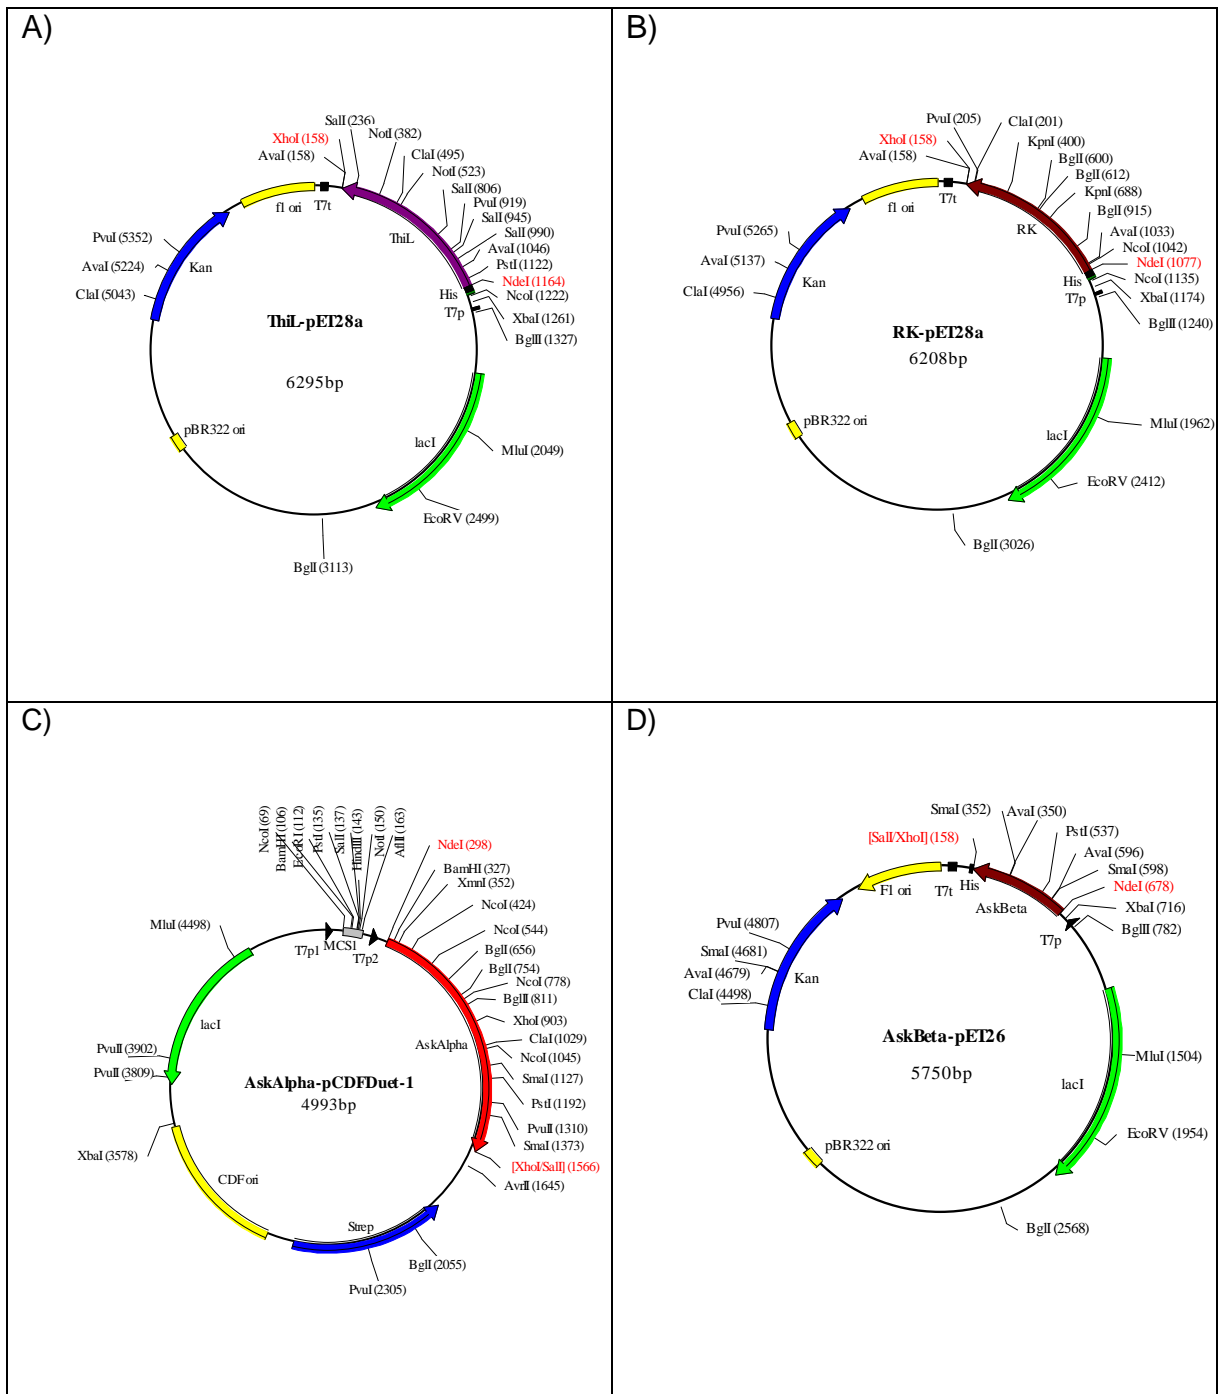 A)
SalI (236)
XhoI (158)
NotI (382)
AvaI (158)
ClaI (495)
NotI (523)
SalI (806)
PvuI (919)
SalI (945)
SalI (990)
AvaI (1046)
PstI (1122)
NdeI (1164)
NcoI (1222)
XbaI (1261)
BglII (1327)
f1 ori
T7t
ThiL
His
T7p
PvuI (5352)
AvaI (5224)
Kan
ClaI (5043)
ThiL-pET28a
6295bp
pBR322 ori
lacI
MluI (2049)
EcoRV (2499)
BglI (3113)
B)
PvuI (205)
ClaI (201)
XhoI (158)
KpnI (400)
AvaI (158)
BglI (600)
BglI (612)
KpnI (688)
BglI (915)
AvaI (1033)
NcoI (1042)
NdeI (1077)
NcoI (1135)
XbaI (1174)
BglII (1240)
f1 ori
T7t
RK
His
T7p
PvuI (5265)
AvaI (5137)
Kan
ClaI (4956)
RK-pET28a
6208bp
pBR322 ori
lacI
MluI (1962)
EcoRV (2412)
BglI (3026)
C)
NcoI (69)
BamHI (106)
EcoRI (112)
PstI (135)
SalI (137)
HindIII (143)
NotI (150)
AflII (163)
NdeI (298)
BamHI (327)
XmnI (352)
NcoI (424)
NcoI (544)
BglI (656)
BglI (754)
NcoI (778)
BglII (811)
XhoI (903)
ClaI (1029)
NcoI (1045)
SmaI (1127)
PstI (1192)
PvuII (1310)
SmaI (1373)
[XhoI/SalI] (1566)
AvrII (1645)
MluI (4498)
T7p1
MCS1
T7p2
lacI
AskAlpha
PvuII (3902)
PvuII (3809)
AskAlpha-pCDFDuet-1
4993bp
XbaI (3578)
CDF ori
Strep
BglI (2055)
PvuI (2305)
D)
SmaI (352)
AvaI (350)
[SalI/XhoI] (158)
PstI (537)
AvaI (596)
SmaI (598)
NdeI (678)
XbaI (716)
BglII (782)
F1 ori
T7t
His
AskBeta
T7p
PvuI (4807)
SmaI (4681)
AvaI (4679)
Kan
ClaI (4498)
AskBeta-pET26
5750bp
pBR322 ori
lacI
MluI (1504)
EcoRV (1954)
BglI (2568)